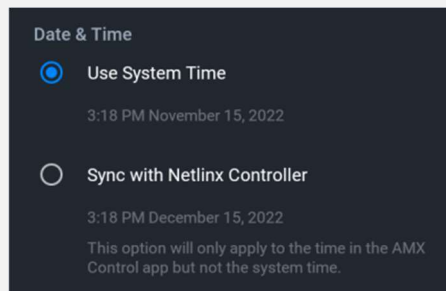 Date & Time
Use System Time
3:18 PM November 15, 2022
Sync with Netlinx Controller
3:18 PM December 15, 2022
This option will only apply to the time in the AMX
Control app but not the system time.